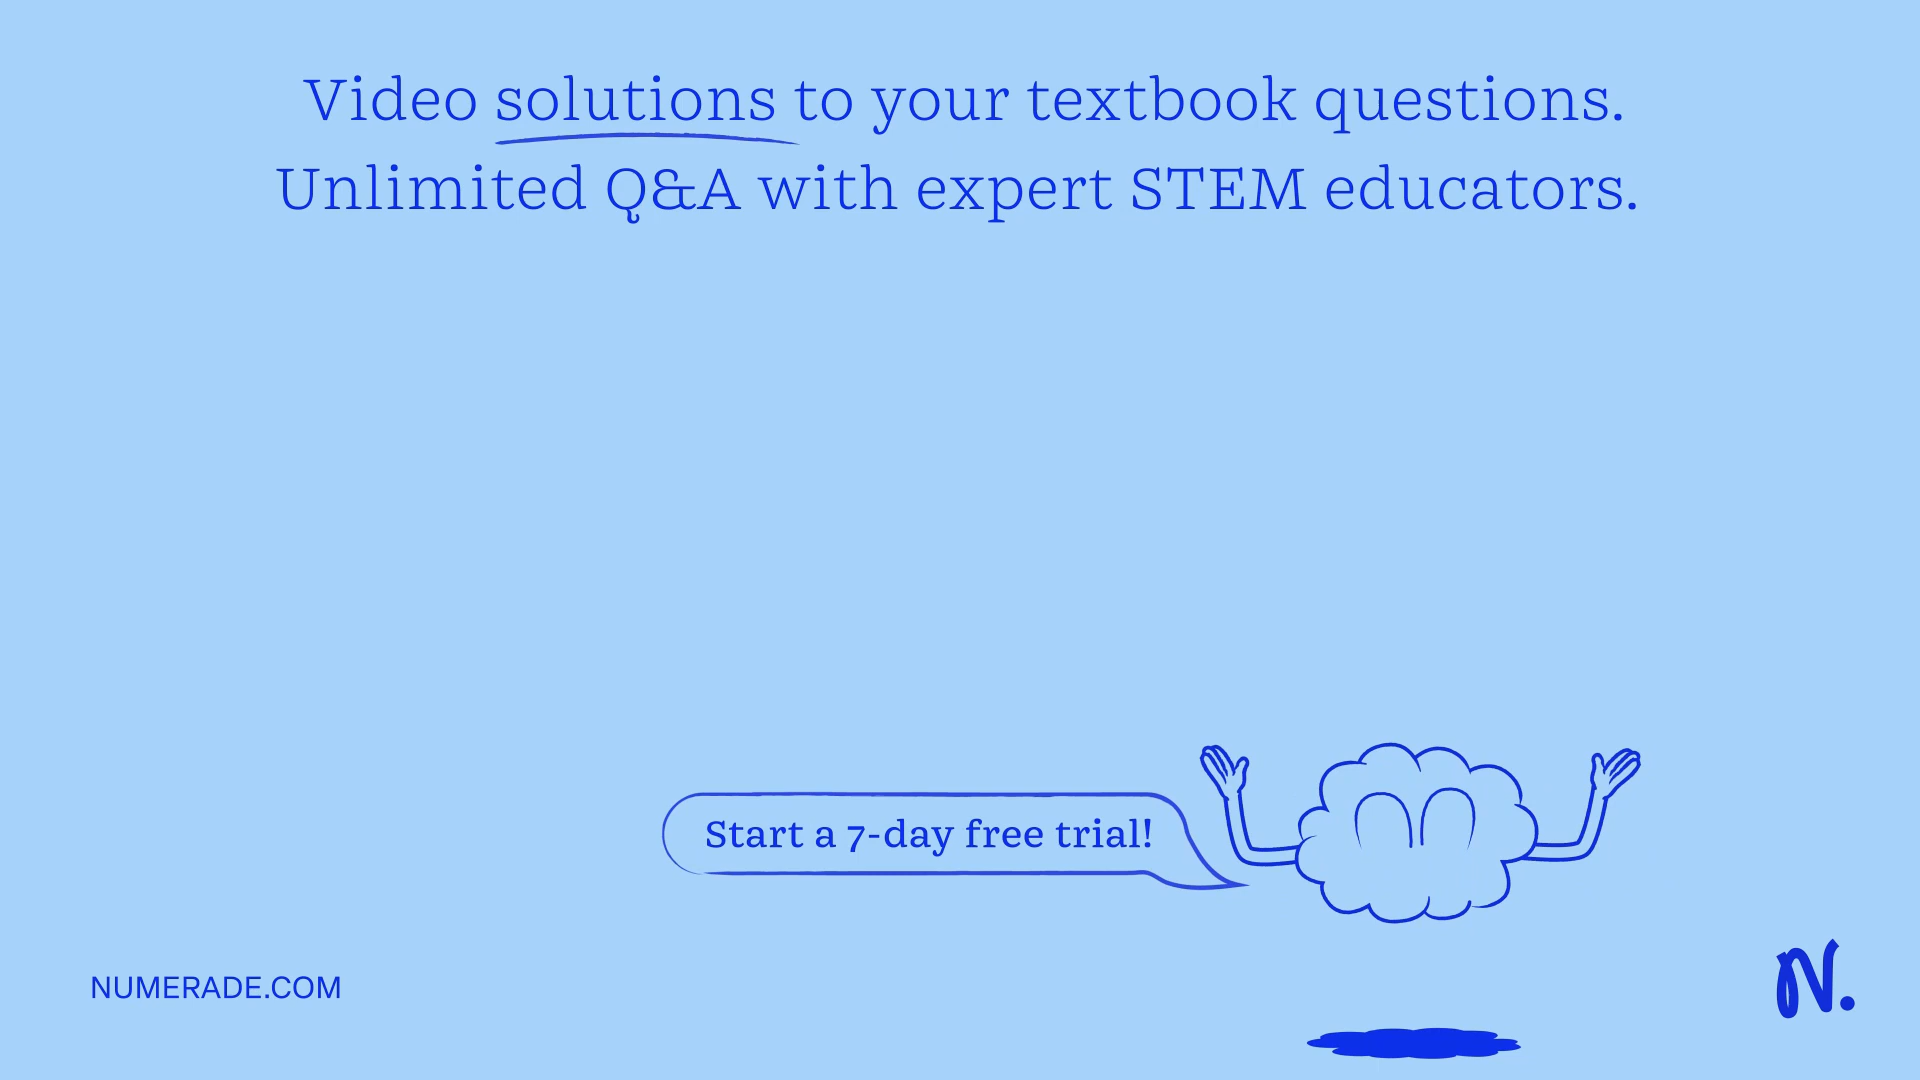 Video solutions to your textbook questions.
Unlimited Q&A with expert STEM educators.
Start a 7-day free trial!
NUMERADE.COM
N.